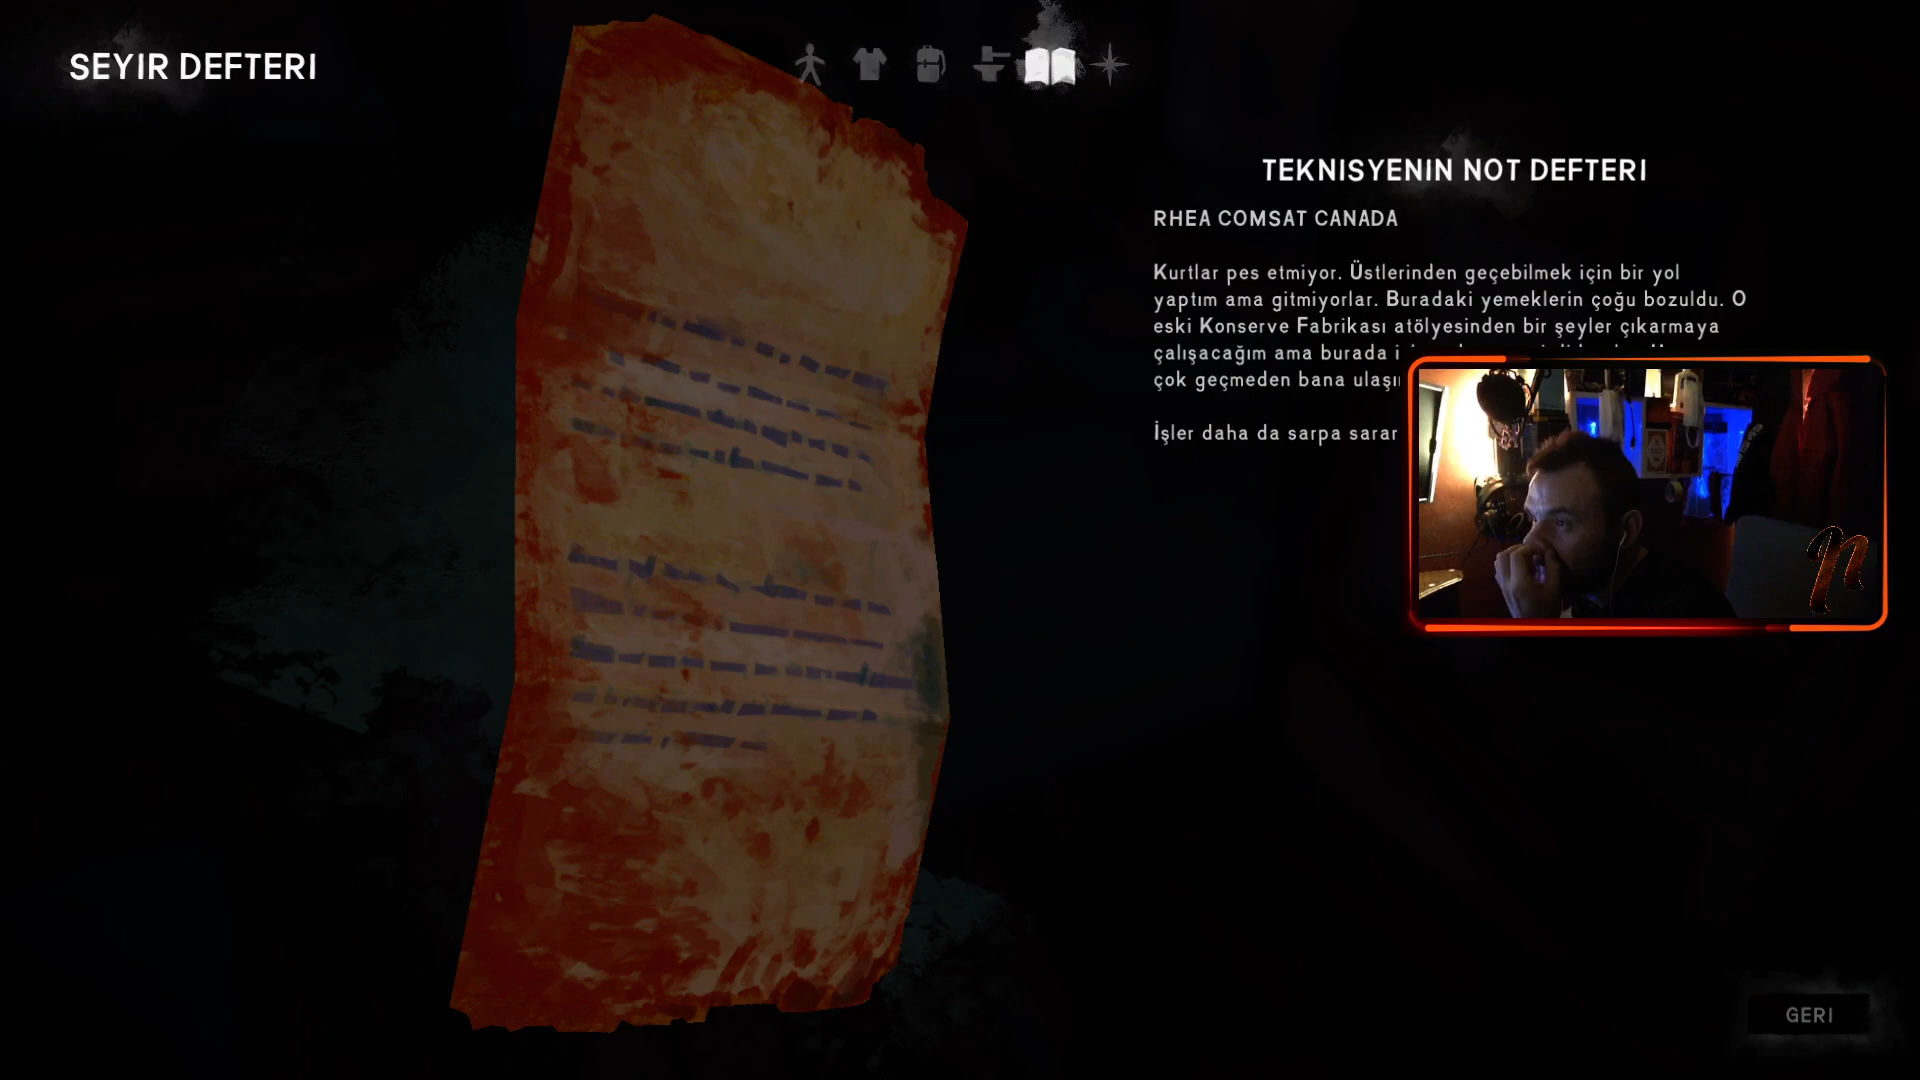 SEYIR DEFTERI
TEKNISYENIN NOT DEFTERI
RHEA COMSAT CANADA
Kurtlar pes etmiyor. Üstlerinden geçebilmek için bir yol
yaptım ama gitmiyorlar. Buradaki yemeklerin çoğu bozuldu. O
eski Konserve Fabrikası atölyesinden bir şeyler çıkarmaya
çalışacağım ama burada
çok geçmeden bana
İşler daha da sarpa sarar
n
GERI